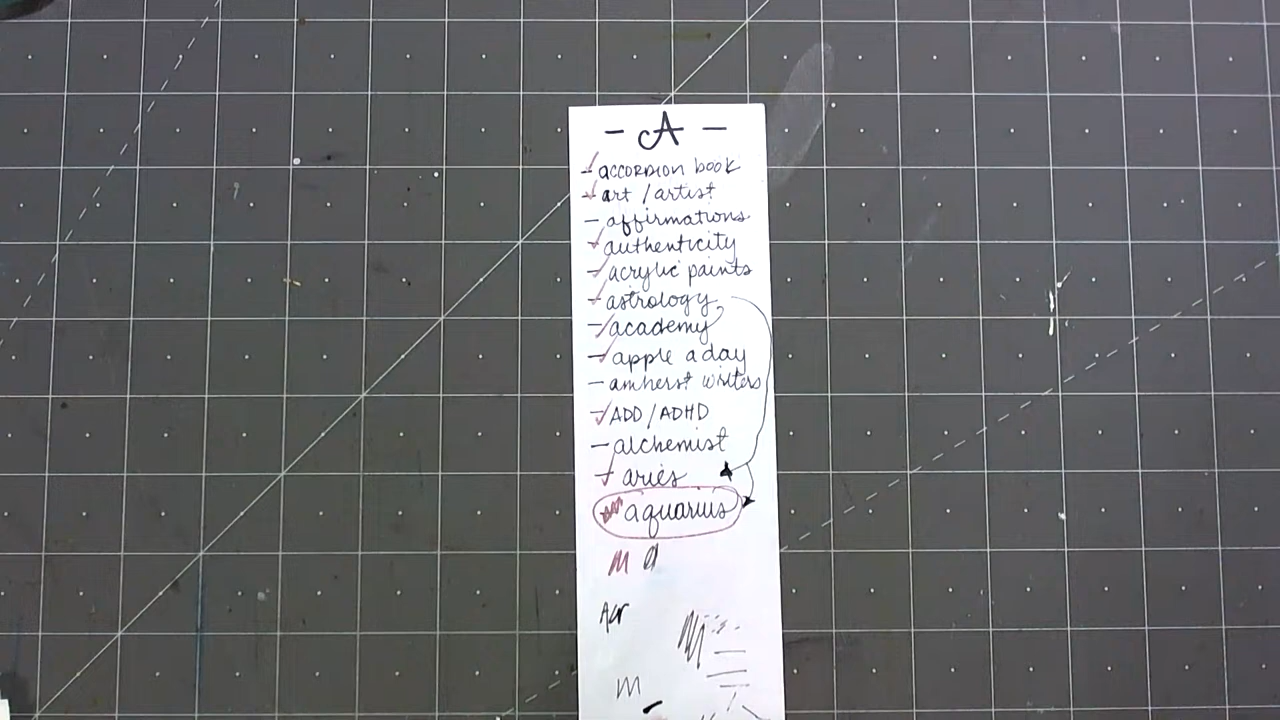 - A -
- accordion book
- art / artist
- affirmations
- authenticity
- acrylic paints
- astrology
- academy
- apple a day
- amherst writers
- ADD / ADHD
- alchemist
- aries
aquarius
M a
Acr
M